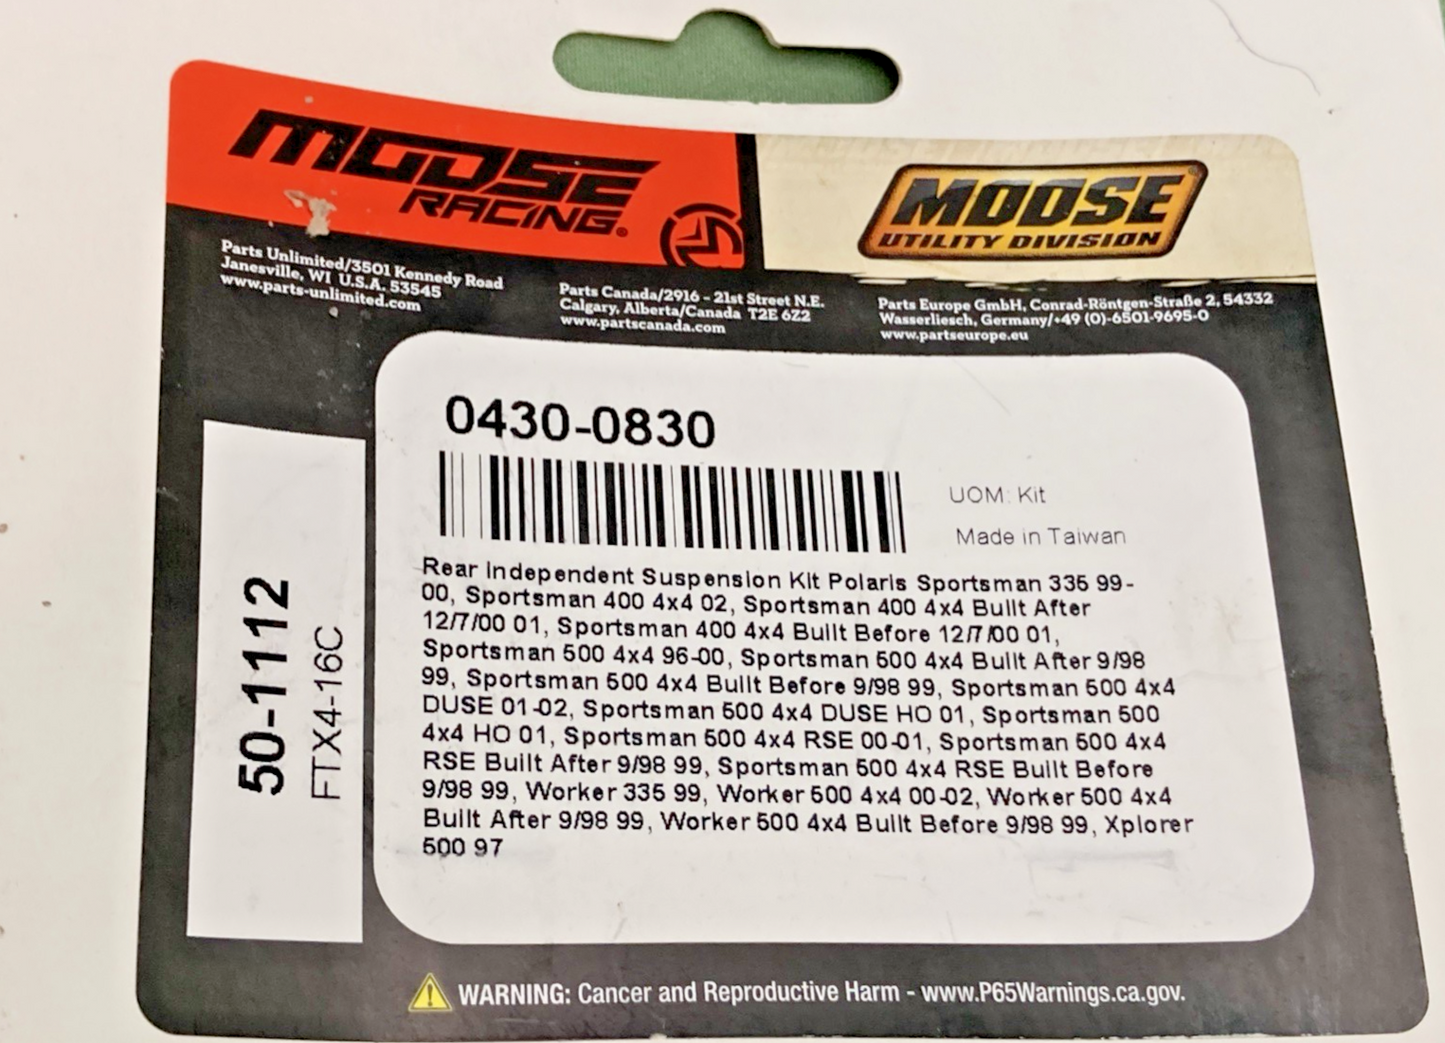 MOOSE
RACING®
MOOSE
UTILITY DIVISION
Parts Unlimited/3501 Kennedy Road
Janesville, WI U.S.A. 53545
www.parts-unlimited.com
Parts Canada/2916 - 21st Street N.E.
Calgary, Alberta/Canada T2E 6Z2
www.partscanada.com
Parts Europe GmbH, Conrad-Röntgen-Straße 2, 54332
Wasserliesch, Germany/+49 (0)-6501-9695-0
www.partseurope.eu
0430-0830
UOM: Kit
Made in Taiwan
Rear Independent Suspension Kit Polaris Sportsman 335 99-
00, Sportsman 400 4x4 02, Sportsman 400 4x4 Built After
12/7/00 01, Sportsman 400 4x4 Built Before 12/7/00 01,
Sportsman 500 4x4 96-00, Sportsman 500 4x4 Built After 9/98
99, Sportsman 500 4x4 Built Before 9/98 99, Sportsman 500 4x4
DUSE 01-02, Sportsman 500 4x4 DUSE HO 01, Sportsman 500
4x4 HO 01, Sportsman 500 4x4 RSE 00-01, Sportsman 500 4x4
RSE Built After 9/98 99, Sportsman 500 4x4 RSE Built Before
9/98 99, Worker 335 99, Worker 500 4x4 00-02, Worker 500 4x4
Built After 9/98 99, Worker 500 4x4 Built Before 9/98 99, Xplorer
500 97
50-1112
FTX4-16C
WARNING: Cancer and Reproductive Harm - www.P65Warnings.ca.gov.